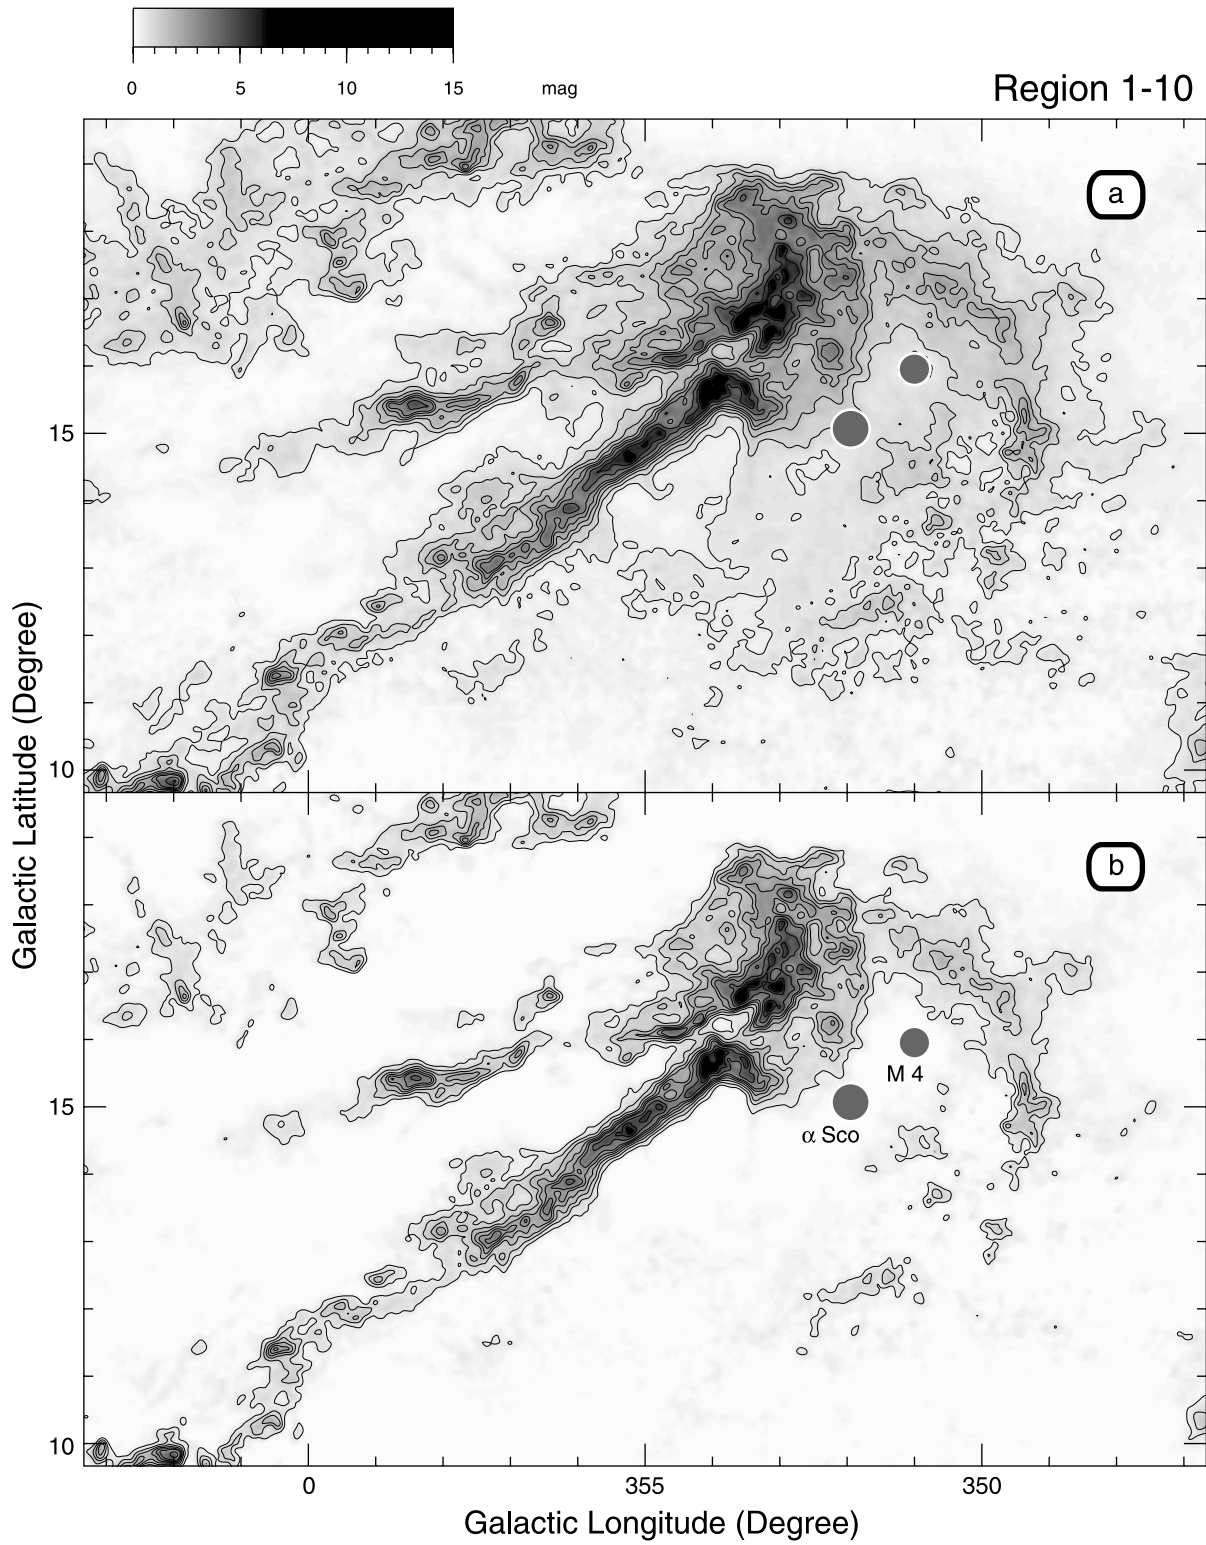 0 5 10 15 mag
Region 1-10
a
15
10
b
M 4
15
α Sco
10
0 355 350
Galactic Longitude (Degree)
Galactic Latitude (Degree)